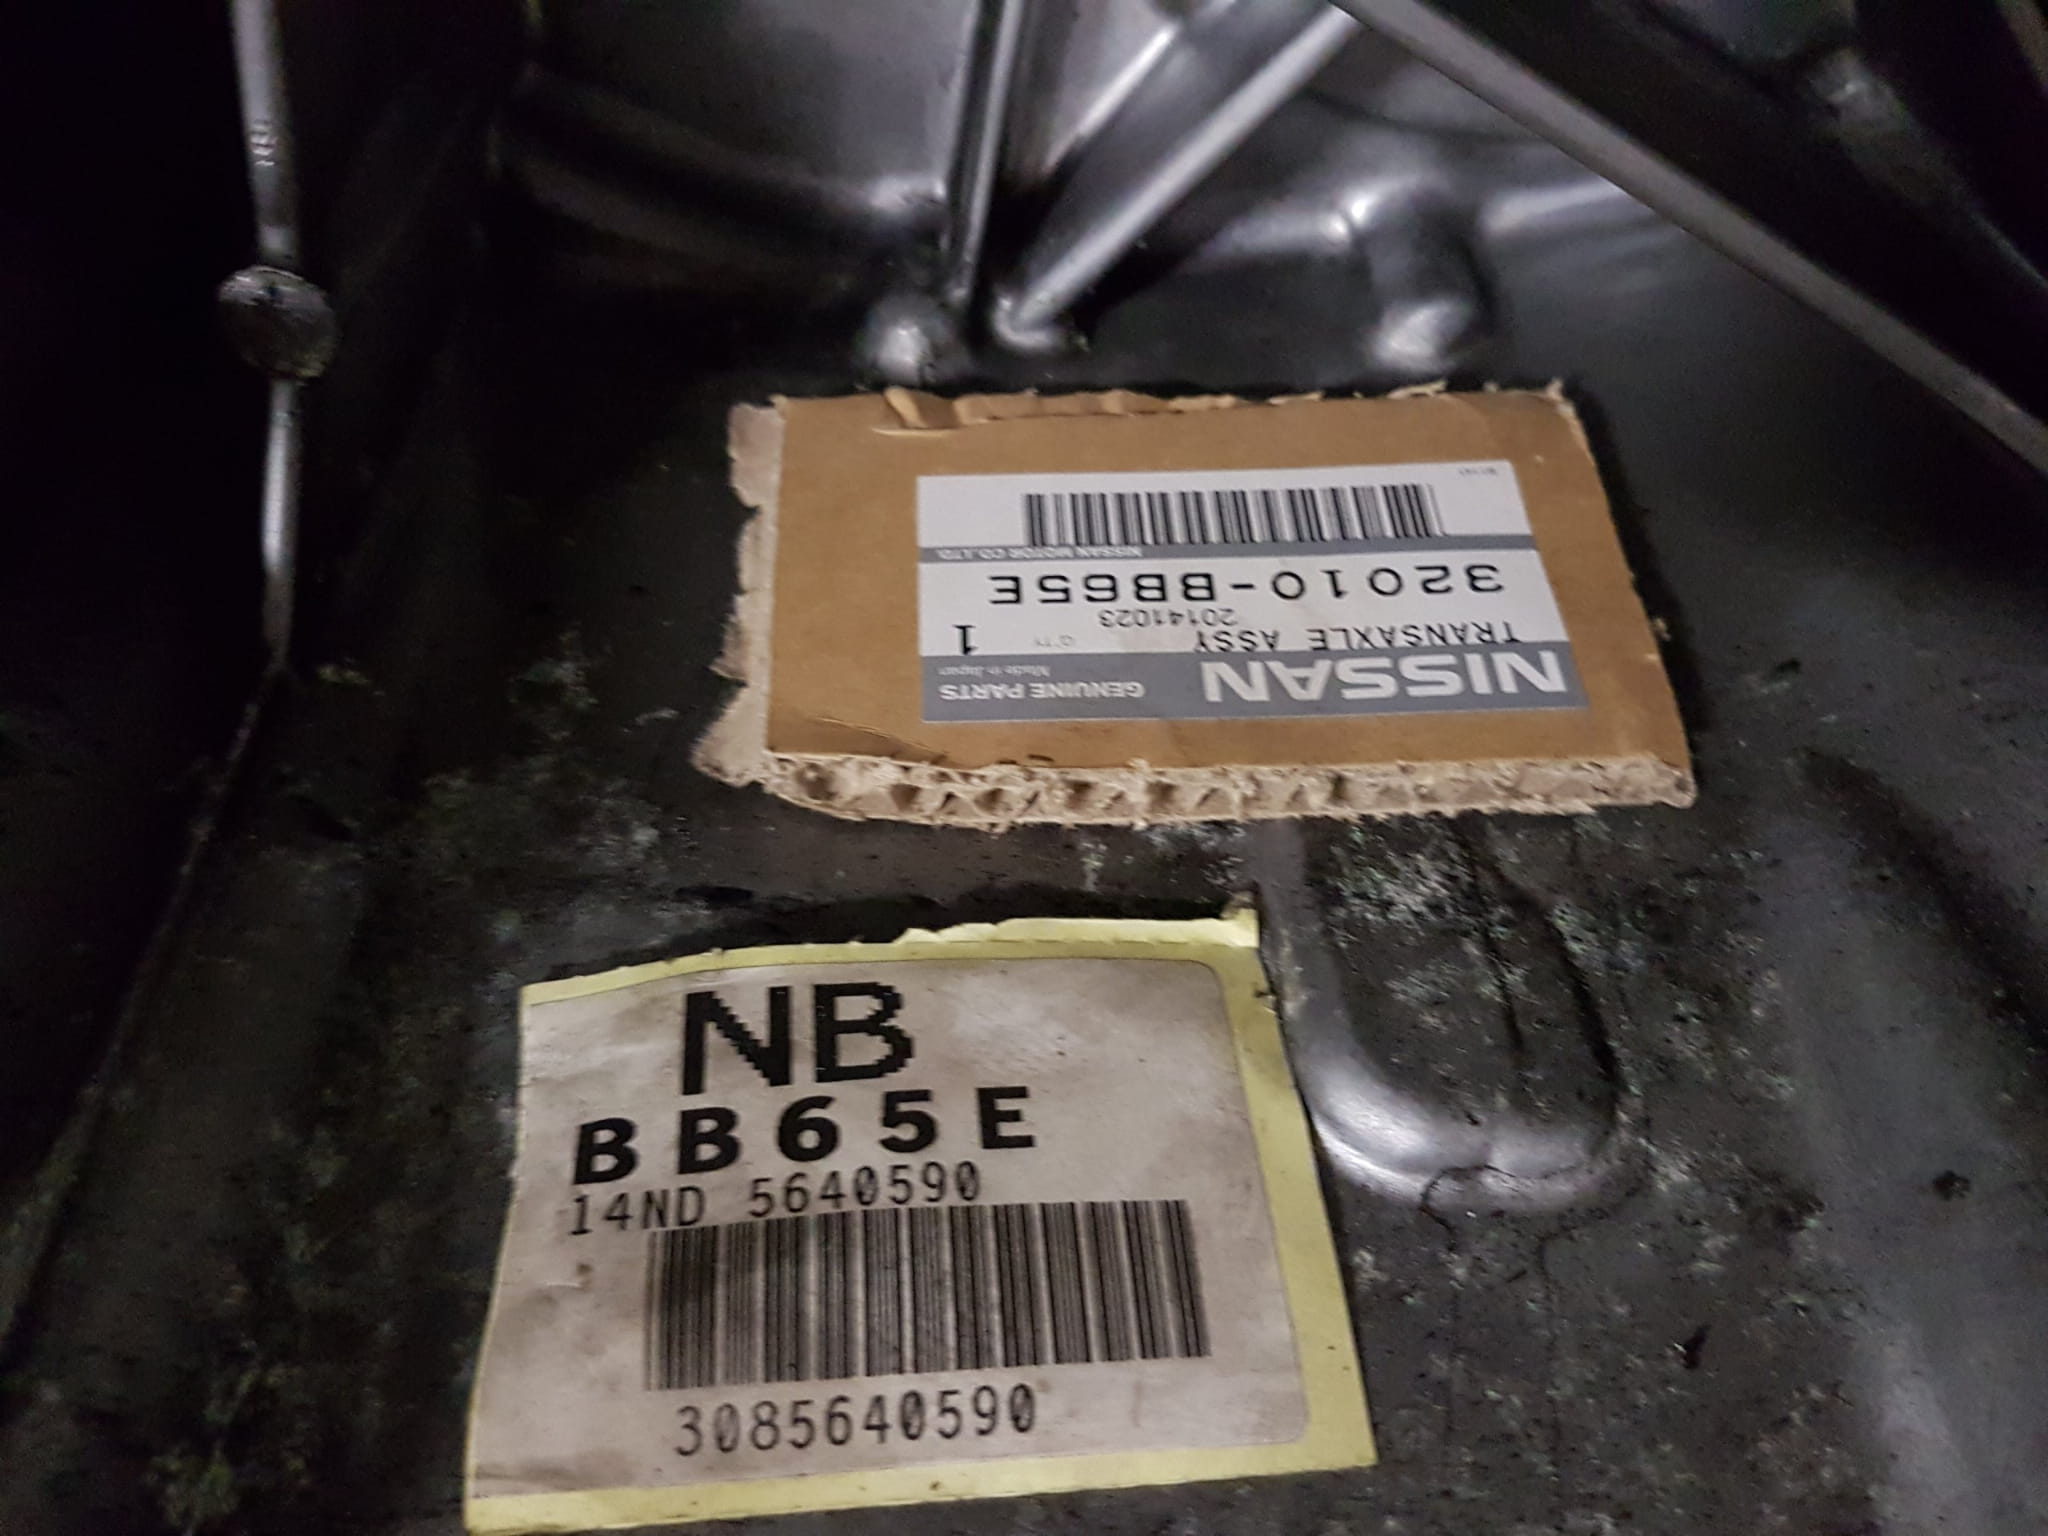 NISSAN GENUINE PARTS
Made in Japan
TRANSAXLE ASSY Q'TY 1
20141023
32010-BB65E
NISSAN MOTOR CO.,LTD.
NB
BB65E
14ND 5640590
3085640590